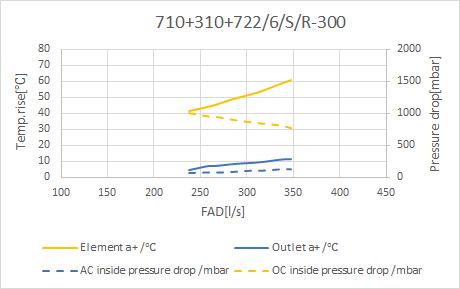 710+310+722/6/S/R-300
80
70
60
50
40
30
20
10
0
Temp.rise[°C]
2000
1500
1000
500
0
Pressure drop[mbar]
100 150 200 250 300 350 400 450
FAD[l/s]
Element a+ /°C
Outlet a+ /°C
AC inside pressure drop /mbar
OC inside pressure drop /mbar